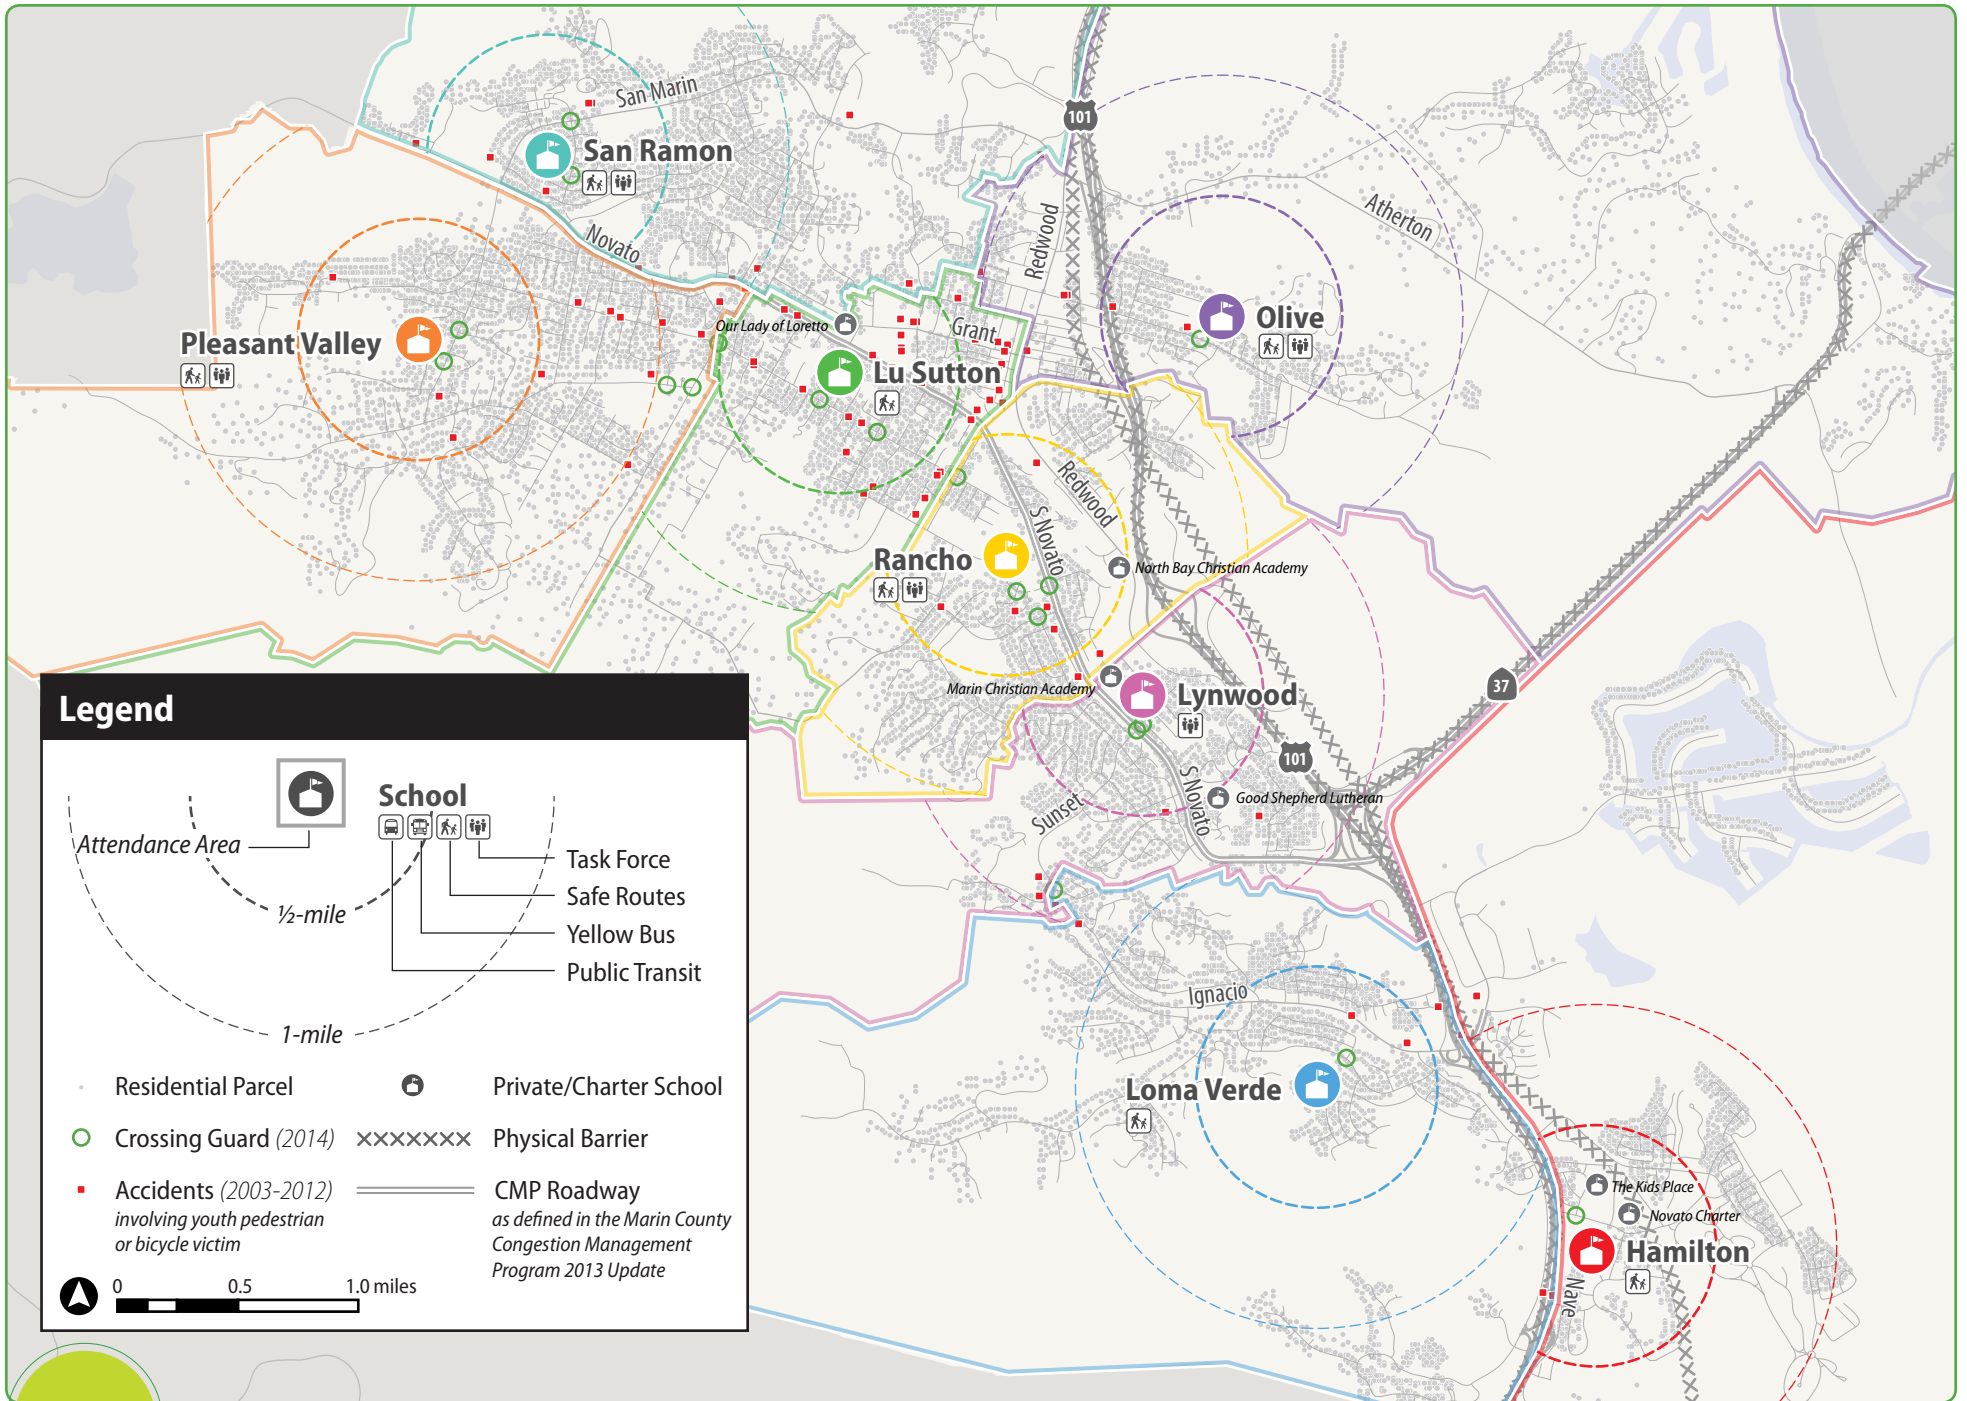 San Marin
101
San Ramon
Redwood
Atherton
Novato
Our Lady of Loretto
Grant
Olive
Pleasant Valley
Lu Sutton
Redwood
S Novato
Rancho
North Bay Christian Academy
Marin Christian Academy
Lynwood
37
101
S Novato
Good Shepherd Lutheran
Sunset
Ignacio
Loma Verde
The Kids Place
Novato Charter
Hamilton
Nave
Legend
School
Attendance Area
Task Force
Safe Routes
½-mile
Yellow Bus
Public Transit
1-mile
Residential Parcel
Private/Charter School
Crossing Guard (2014)
Physical Barrier
Accidents (2003-2012)
involving youth pedestrian
or bicycle victim
CMP Roadway
as defined in the Marin County
Congestion Management
Program 2013 Update
0 0.5 1.0 miles